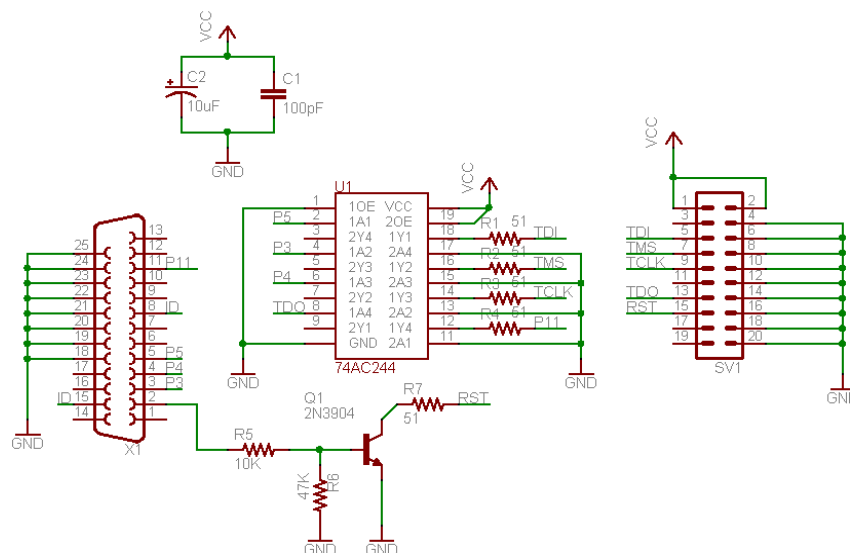 VCC
C2
10uF
C1
100pF
GND
U1
74AC244
1 1OE VCC
P5 2 1A1 2OE 19
3 2Y4 1Y1 18 R1 51 TDI
P3 4 1A2 2A4 17
5 2Y3 1Y2 16 R2 51 TMS
P4 6 1A3 2A3 15
7 2Y2 1Y3 14 R3 51 TCLK
TDO 8 1A4 2A2 13
9 2Y1 1Y4 12 R4 51 P11
GND 2A1 11
VCC
GND
GND
13
25 12
24 11 P11
23 10
22 9
21 8 ID
20 7
19 6
18 5 P5
17 4 P4
16 3 P3
ID 15 2
14 1
X1
GND
Q1
2N3904
R7
51
RST
R5
10K
R6
47K
GND
GND
VCC
1 2
3 4
TDI 5 6
TMS 7 8
TCLK 9 10
11 12
TDO 13 14
RST 15 16
17 18
19 20
SV1
GND